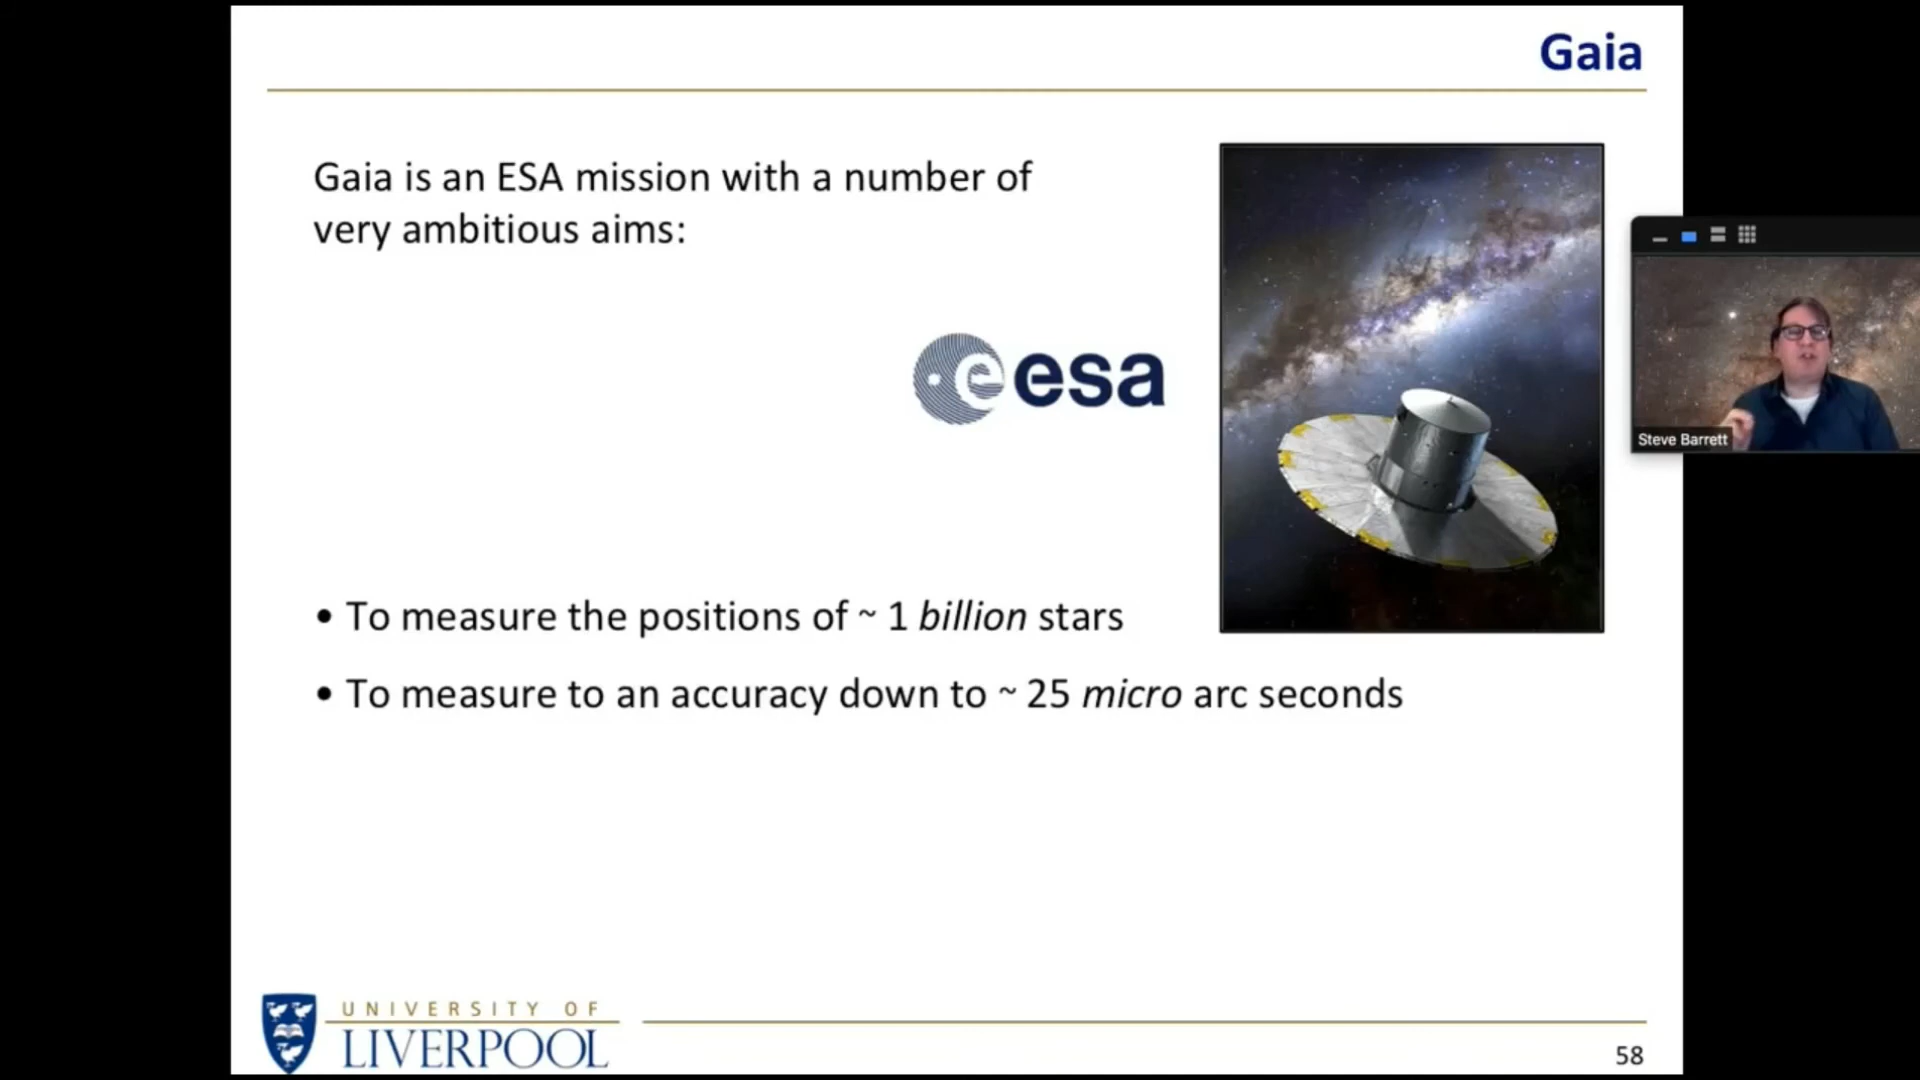 Gaia
Gaia is an ESA mission with a number of
very ambitious aims:
esa
Steve Barrett
• To measure the positions of ~ 1 billion stars
• To measure to an accuracy down to ~ 25 micro arc seconds
UNIVERSITY OF
LIVERPOOL
58